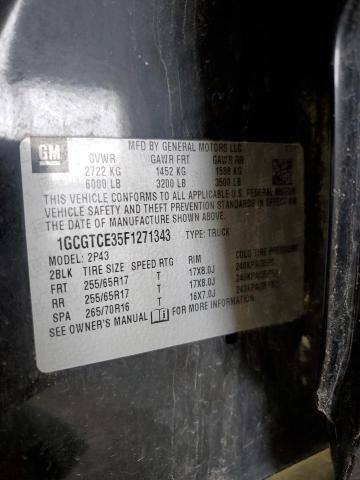 GM
MFD BY GENERAL MOTORS LLC
GVWR GAWR FRT GAWR RR
2722 KG 1452 KG 1588 KG
6000 LB 3200 LB 3500 LB
THIS VEHICLE CONFORMS TO ALL APPLICABLE U.S. FEDERAL MOTOR
VEHICLE SAFETY AND THEFT PREVENTION STANDARDS
IN EFFECT ON THE DATE OF MANUFACTURE SHOWN ABOVE.
1GCGTCE35F1271343 TYPE: TRUCK
MODEL: 2P43
2BLK TIRE SIZE SPEED RTG RIM COLD TIRE PRESSURE
FRT 255/65R17 T 17X8.0J
RR 255/65R17 T 17X8.0J
SPA 265/70R16 T 16X7.0J
SEE OWNER'S MANUAL FOR MORE INFORMATION